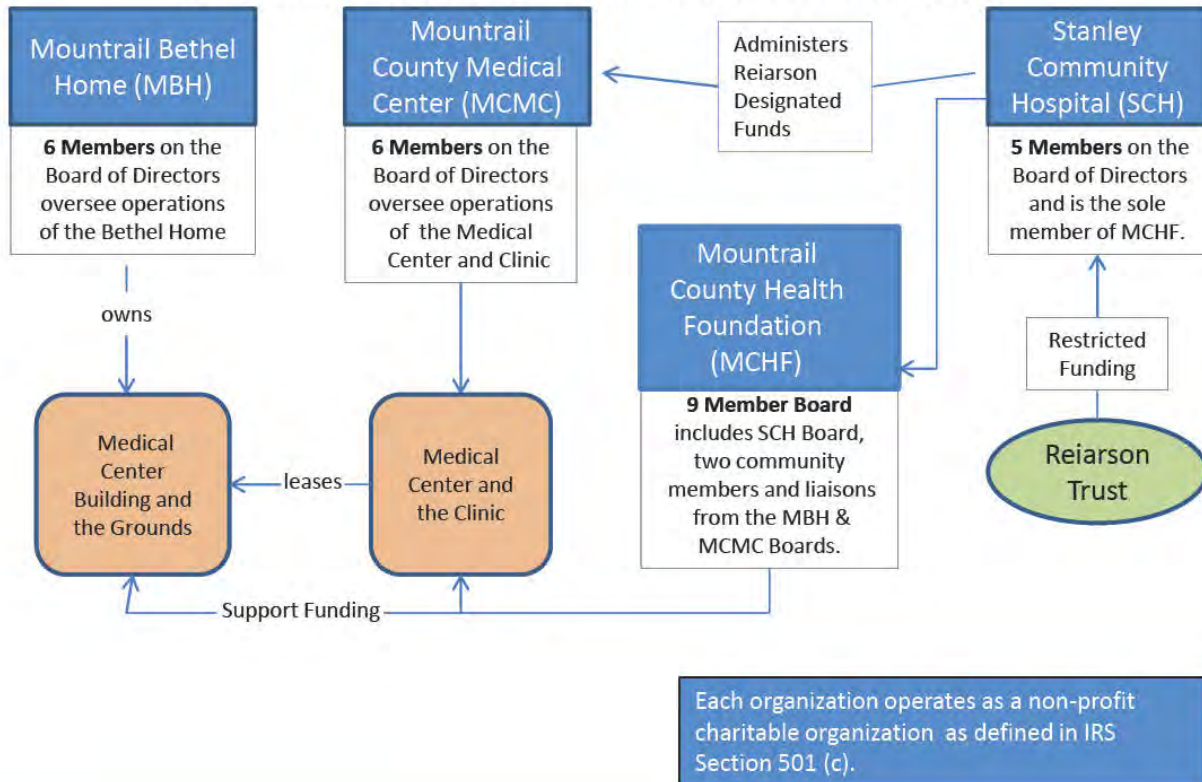 Mountrail Bethel
Home (MBH)
6 Members on the
Board of Directors
oversee operations
of the Bethel Home
Mountrail
County Medical
Center (MCMC)
6 Members on the
Board of Directors
oversee operations
of the Medical
Center and Clinic
Administers
Reiarson
Designated
Funds
Stanley
Community
Hospital (SCH)
5 Members on the
Board of Directors
and is the sole
member of MCHF.
Mountrail
County Health
Foundation
(MCHF)
9 Member Board
includes SCH Board,
two community
members and liaisons
from the MBH &
MCMC Boards.
Restricted
Funding
Reiarson
Trust
owns
Medical
Center
Building and
the Grounds
leases
Medical
Center and
the Clinic
Support Funding
Each organization operates as a non-profit
charitable organization as defined in IRS
Section 501 (c).